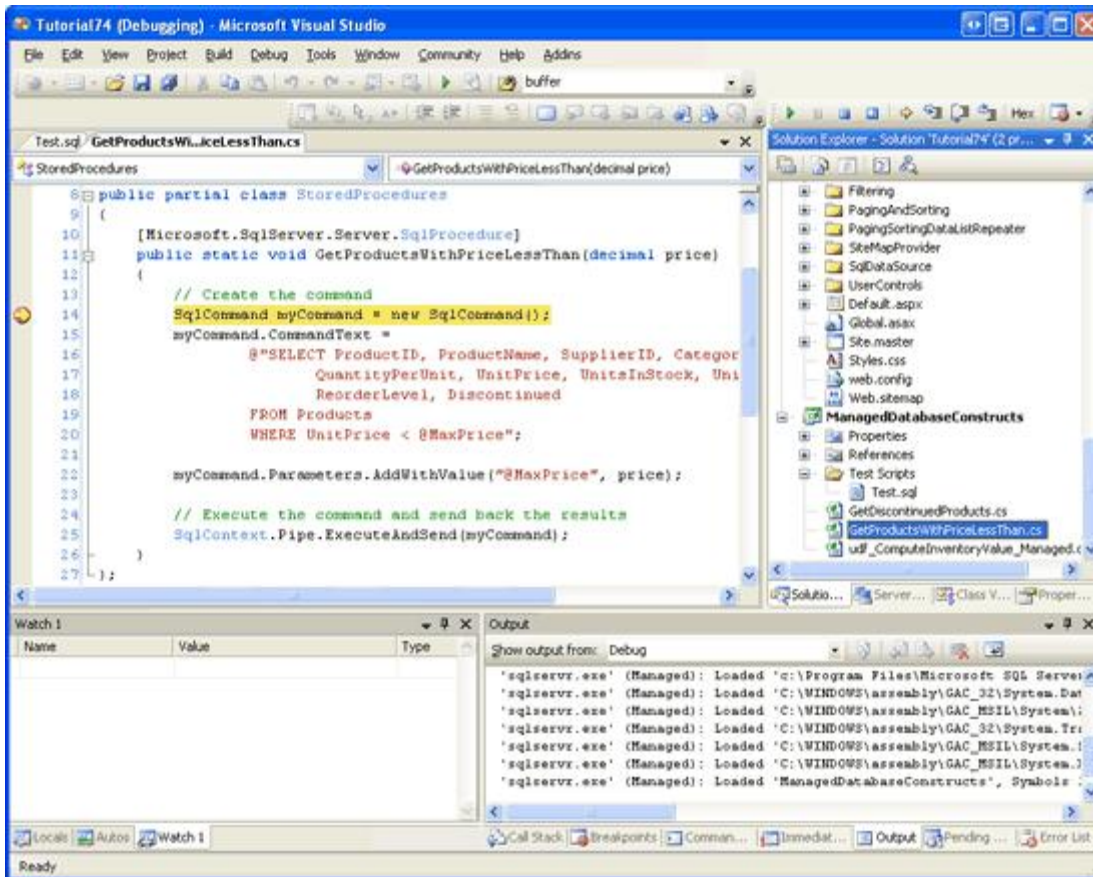 Tutorial74 (Debugging) - Microsoft Visual Studio
File Edit View Project Build Debug Tools Window Community Help Addins
buffer
Hex
Test.sql GetProductsWi...iceLessThan.cs
StoredProcedures GetProductsWithPriceLessThan(decimal price)
8 public partial class StoredProcedures
9 {
10 [Microsoft.SqlServer.Server.SqlProcedure]
11 public static void GetProductsWithPriceLessThan(decimal price)
12 {
13 // Create the command
14 SqlCommand myCommand = new SqlCommand();
15 myCommand.CommandText =
16 @"SELECT ProductID, ProductName, SupplierID, Categor
17 QuantityPerUnit, UnitPrice, UnitsInStock, Uni
18 ReorderLevel, Discontinued
19 FROM Products
20 WHERE UnitPrice < @MaxPrice";
21
22 myCommand.Parameters.AddWithValue("@MaxPrice", price);
23
24 // Execute the command and send back the results
25 SqlContext.Pipe.ExecuteAndSend(myCommand);
26 }
27 };
Solution Explorer - Solution 'Tutorial74' (2 pr...
Filtering
PagingAndSorting
PagingSortingDataListRepeater
SiteMapProvider
SqlDataSource
UserControls
Default.aspx
Global.asax
Site.master
Styles.css
web.config
Web.sitemap
ManagedDatabaseConstructs
Properties
References
Test Scripts
Test.sql
GetDiscontinuedProducts.cs
GetProductsWithPriceLessThan.cs
udf_ComputeInventoryValue_Managed.c
Solutio... Server... Class V... Proper...
Watch 1
Name Value Type
Locals Autos Watch 1
Output
Show output from: Debug
'sqlservr.exe' (Managed): Loaded 'c:\Program Files\Microsoft SQL Server
'sqlservr.exe' (Managed): Loaded 'C:\WINDOWS\assembly\GAC_32\System.Dat
'sqlservr.exe' (Managed): Loaded 'C:\WINDOWS\assembly\GAC_MSIL\System\
'sqlservr.exe' (Managed): Loaded 'C:\WINDOWS\assembly\GAC_32\System.Tr
'sqlservr.exe' (Managed): Loaded 'C:\WINDOWS\assembly\GAC_MSIL\System.
'sqlservr.exe' (Managed): Loaded 'C:\WINDOWS\assembly\GAC_MSIL\System.
'sqlservr.exe' (Managed): Loaded 'ManagedDatabaseConstructs', Symbols
Call Stack Breakpoints Comman... Immediat... Output Pending ... Error List
Ready